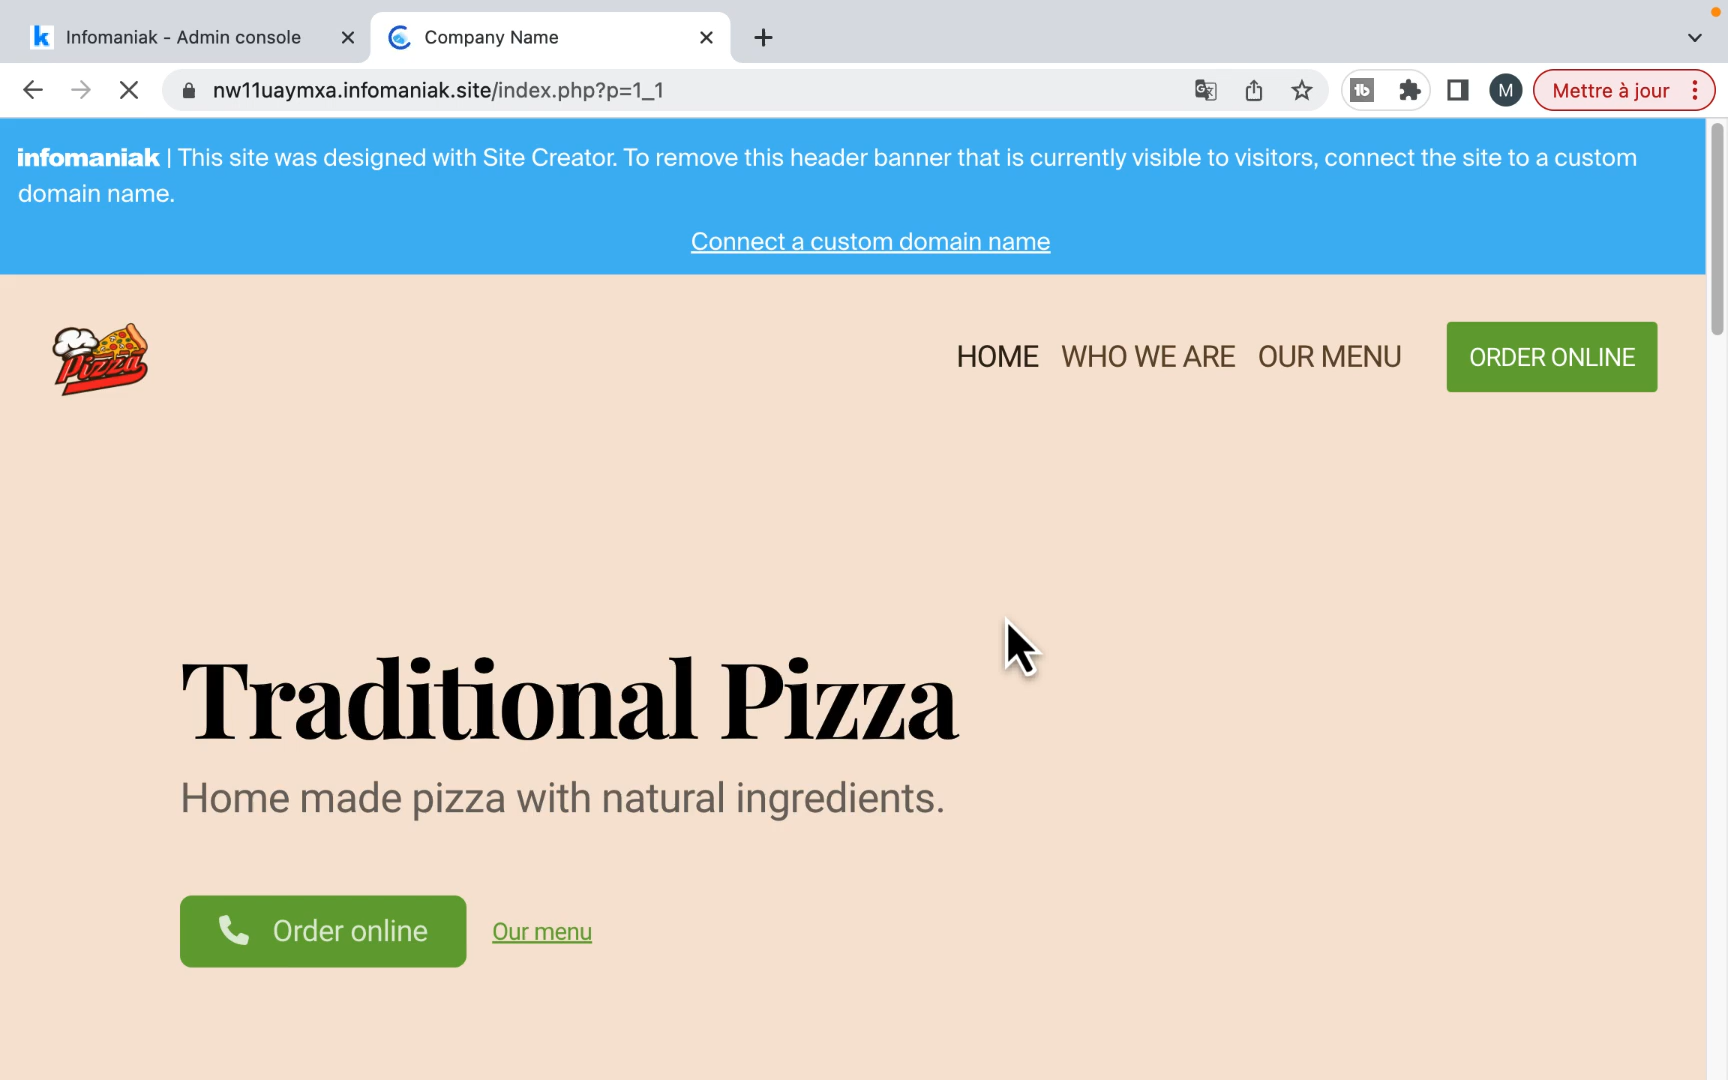 k Infomaniak - Admin console
Company Name
nw11uaymxa.infomaniak.site/index.php?p=1_1
tb
M
Mettre à jour
infomaniak | This site was designed with Site Creator. To remove this header banner that is currently visible to visitors, connect the site to a custom
domain name.
Connect a custom domain name
Pizza
HOME WHO WE ARE OUR MENU ORDER ONLINE
Traditional Pizza
Home made pizza with natural ingredients.
Order online Our menu